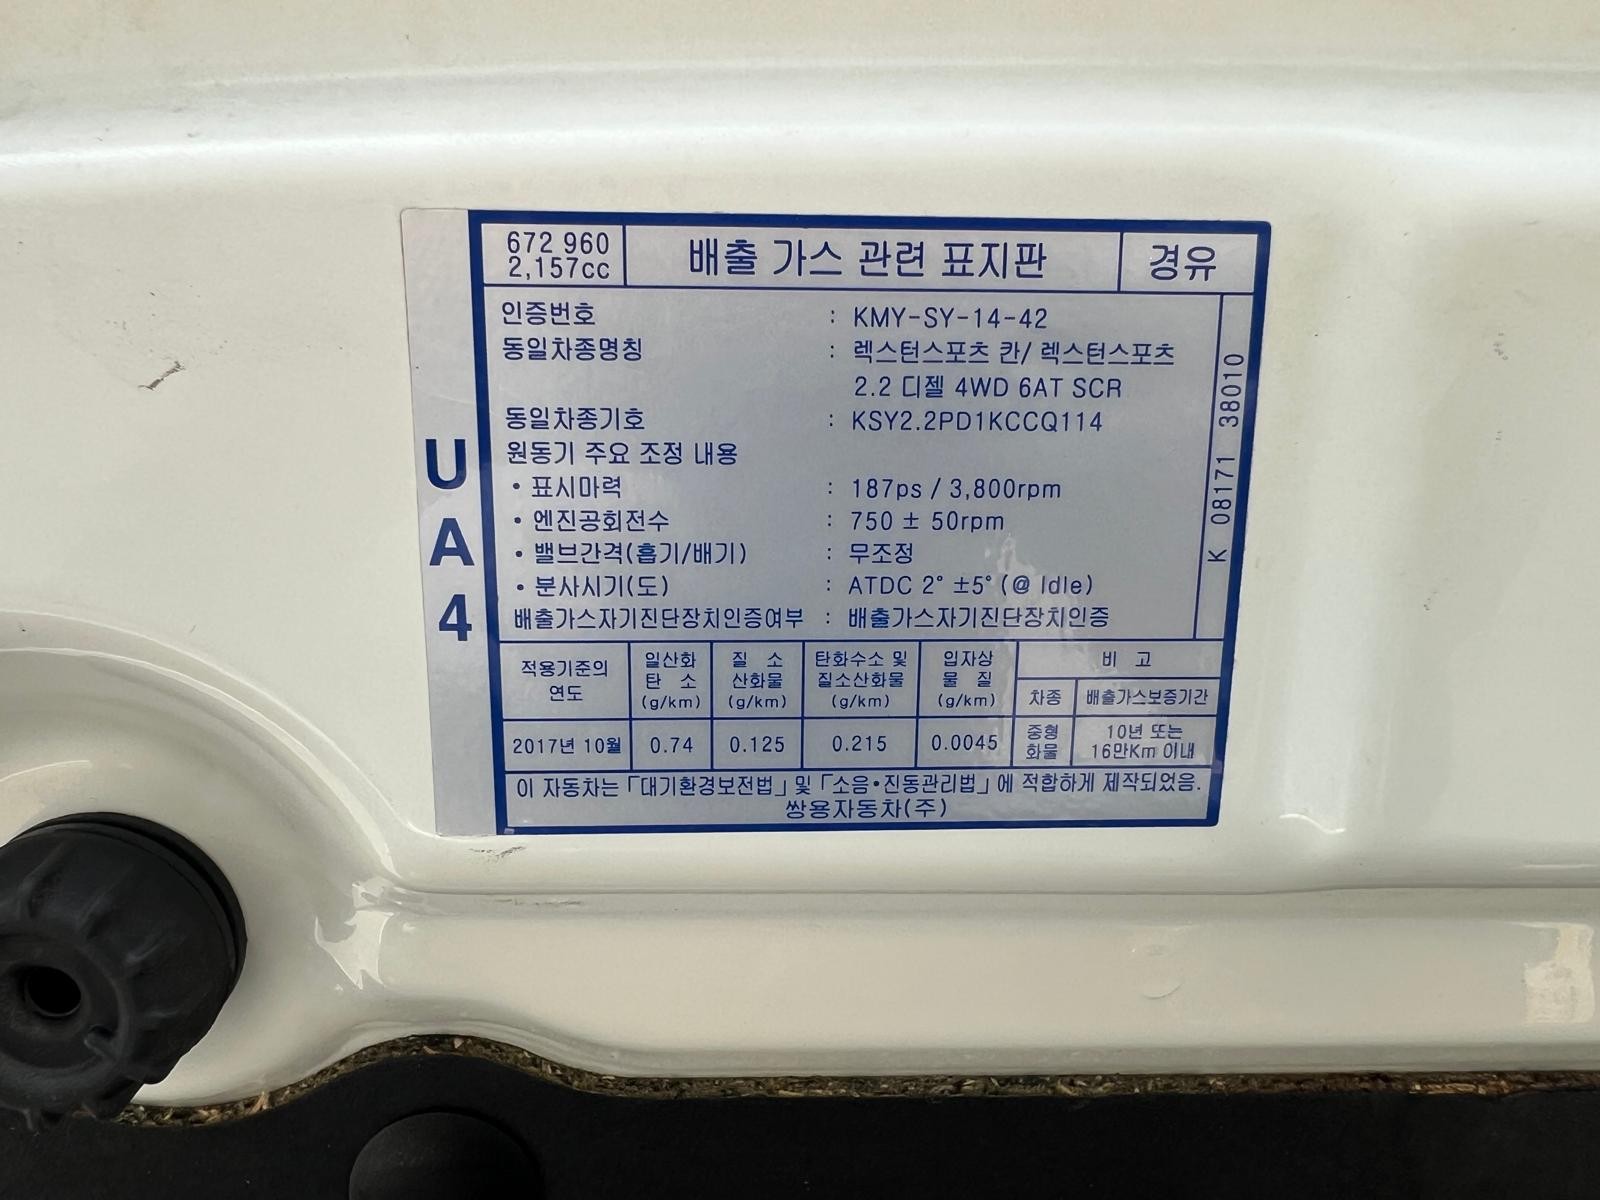 672 960
2,157cc
배출 가스 관련 표지판
경유
인증번호 : KMY-SY-14-42
동일차종명칭 : 렉스턴스포츠 칸/ 렉스턴스포츠
2.2 디젤 4WD 6AT SCR
동일차종기호 : KSY2.2PD1KCCQ114
원동기 주요 조정 내용
• 표시마력 : 187ps / 3,800rpm
• 엔진공회전수 : 750 ± 50rpm
• 밸브간격(흡기/배기) : 무조정
• 분사시기(도) : ATDC 2° ±5° (@ Idle)
배출가스자기진단장치인증여부 : 배출가스자기진단장치인증
K 08171 38010
UA4
적용기준의 연도
일산화 탄 소 (g/km)
질 소 산화물 (g/km)
탄화수소 및 질소산화물 (g/km)
입자상 물 질 (g/km)
비 고
차종
배출가스보증기간
2017년 10월 0.74 0.125 0.215 0.0045 중형 화물 10년 또는 16만Km 이내
이 자동차는 「대기환경보전법」 및 「소음•진동관리법」에 적합하게 제작되었음.
쌍용자동차(주)